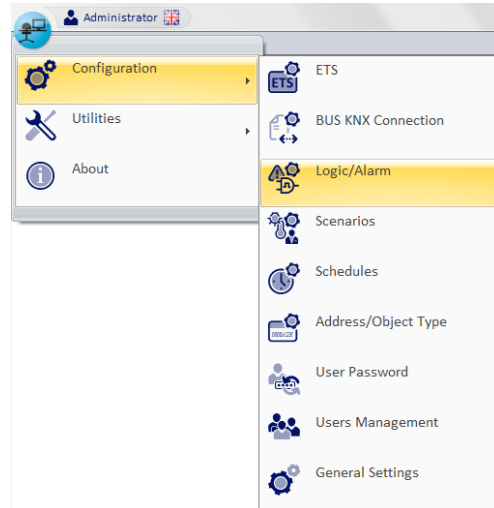 Administrator
Configuration
Utilities
About
ETS
ETS
BUS KNX Connection
Logic/Alarm
Scenarios
Schedules
Address/Object Type
User Password
Users Management
General Settings